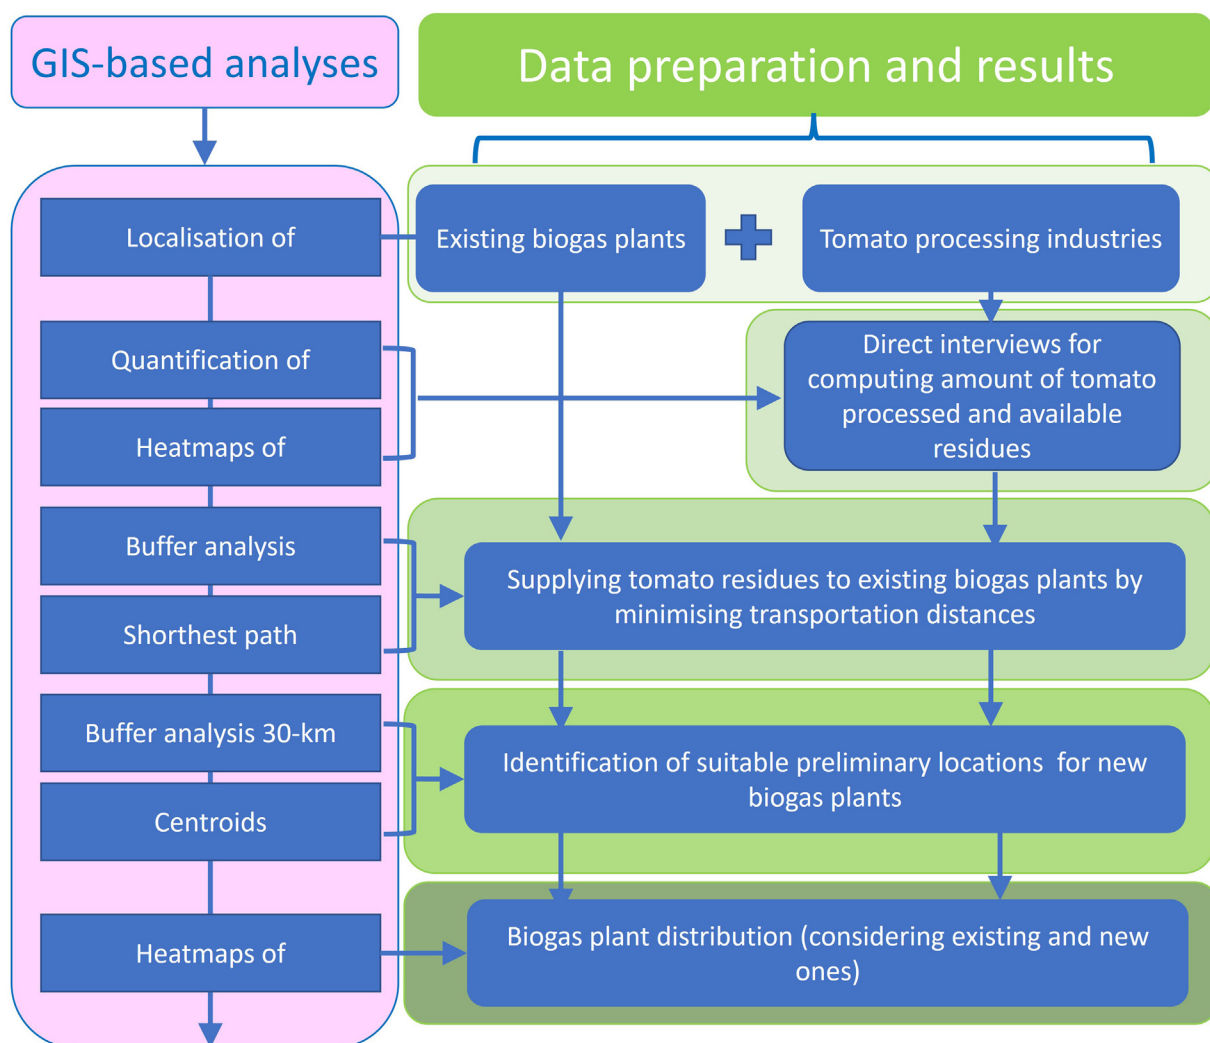 GIS-based analyses
Data preparation and results
Localisation of
Existing biogas plants
Tomato processing industries
Quantification of
Heatmaps of
Direct interviews for
computing amount of tomato
processed and available
residues
Buffer analysis
Shorthest path
Supplying tomato residues to existing biogas plants by
minimising transportation distances
Buffer analysis 30-km
Centroids
Identification of suitable preliminary locations for new
biogas plants
Heatmaps of
Biogas plant distribution (considering existing and new
ones)